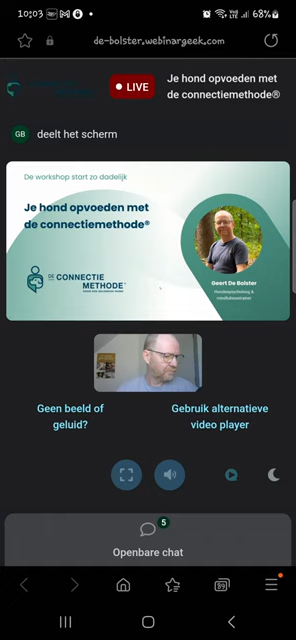 10:03
68%
de-bolster.webinargeek.com
LIVE
Je hond opvoeden met
de connectiemethode®
GB
deelt het scherm
De workshop start zo dadelijk
Je hond opvoeden met
de connectiemethode®
DE CONNECTIE
METHODE
Geert De Bolster
Hondenpsycholoog &
mindfulnesstrainer
Geen beeld of
geluid?
Gebruik alternatieve
video player
5
Openbare chat